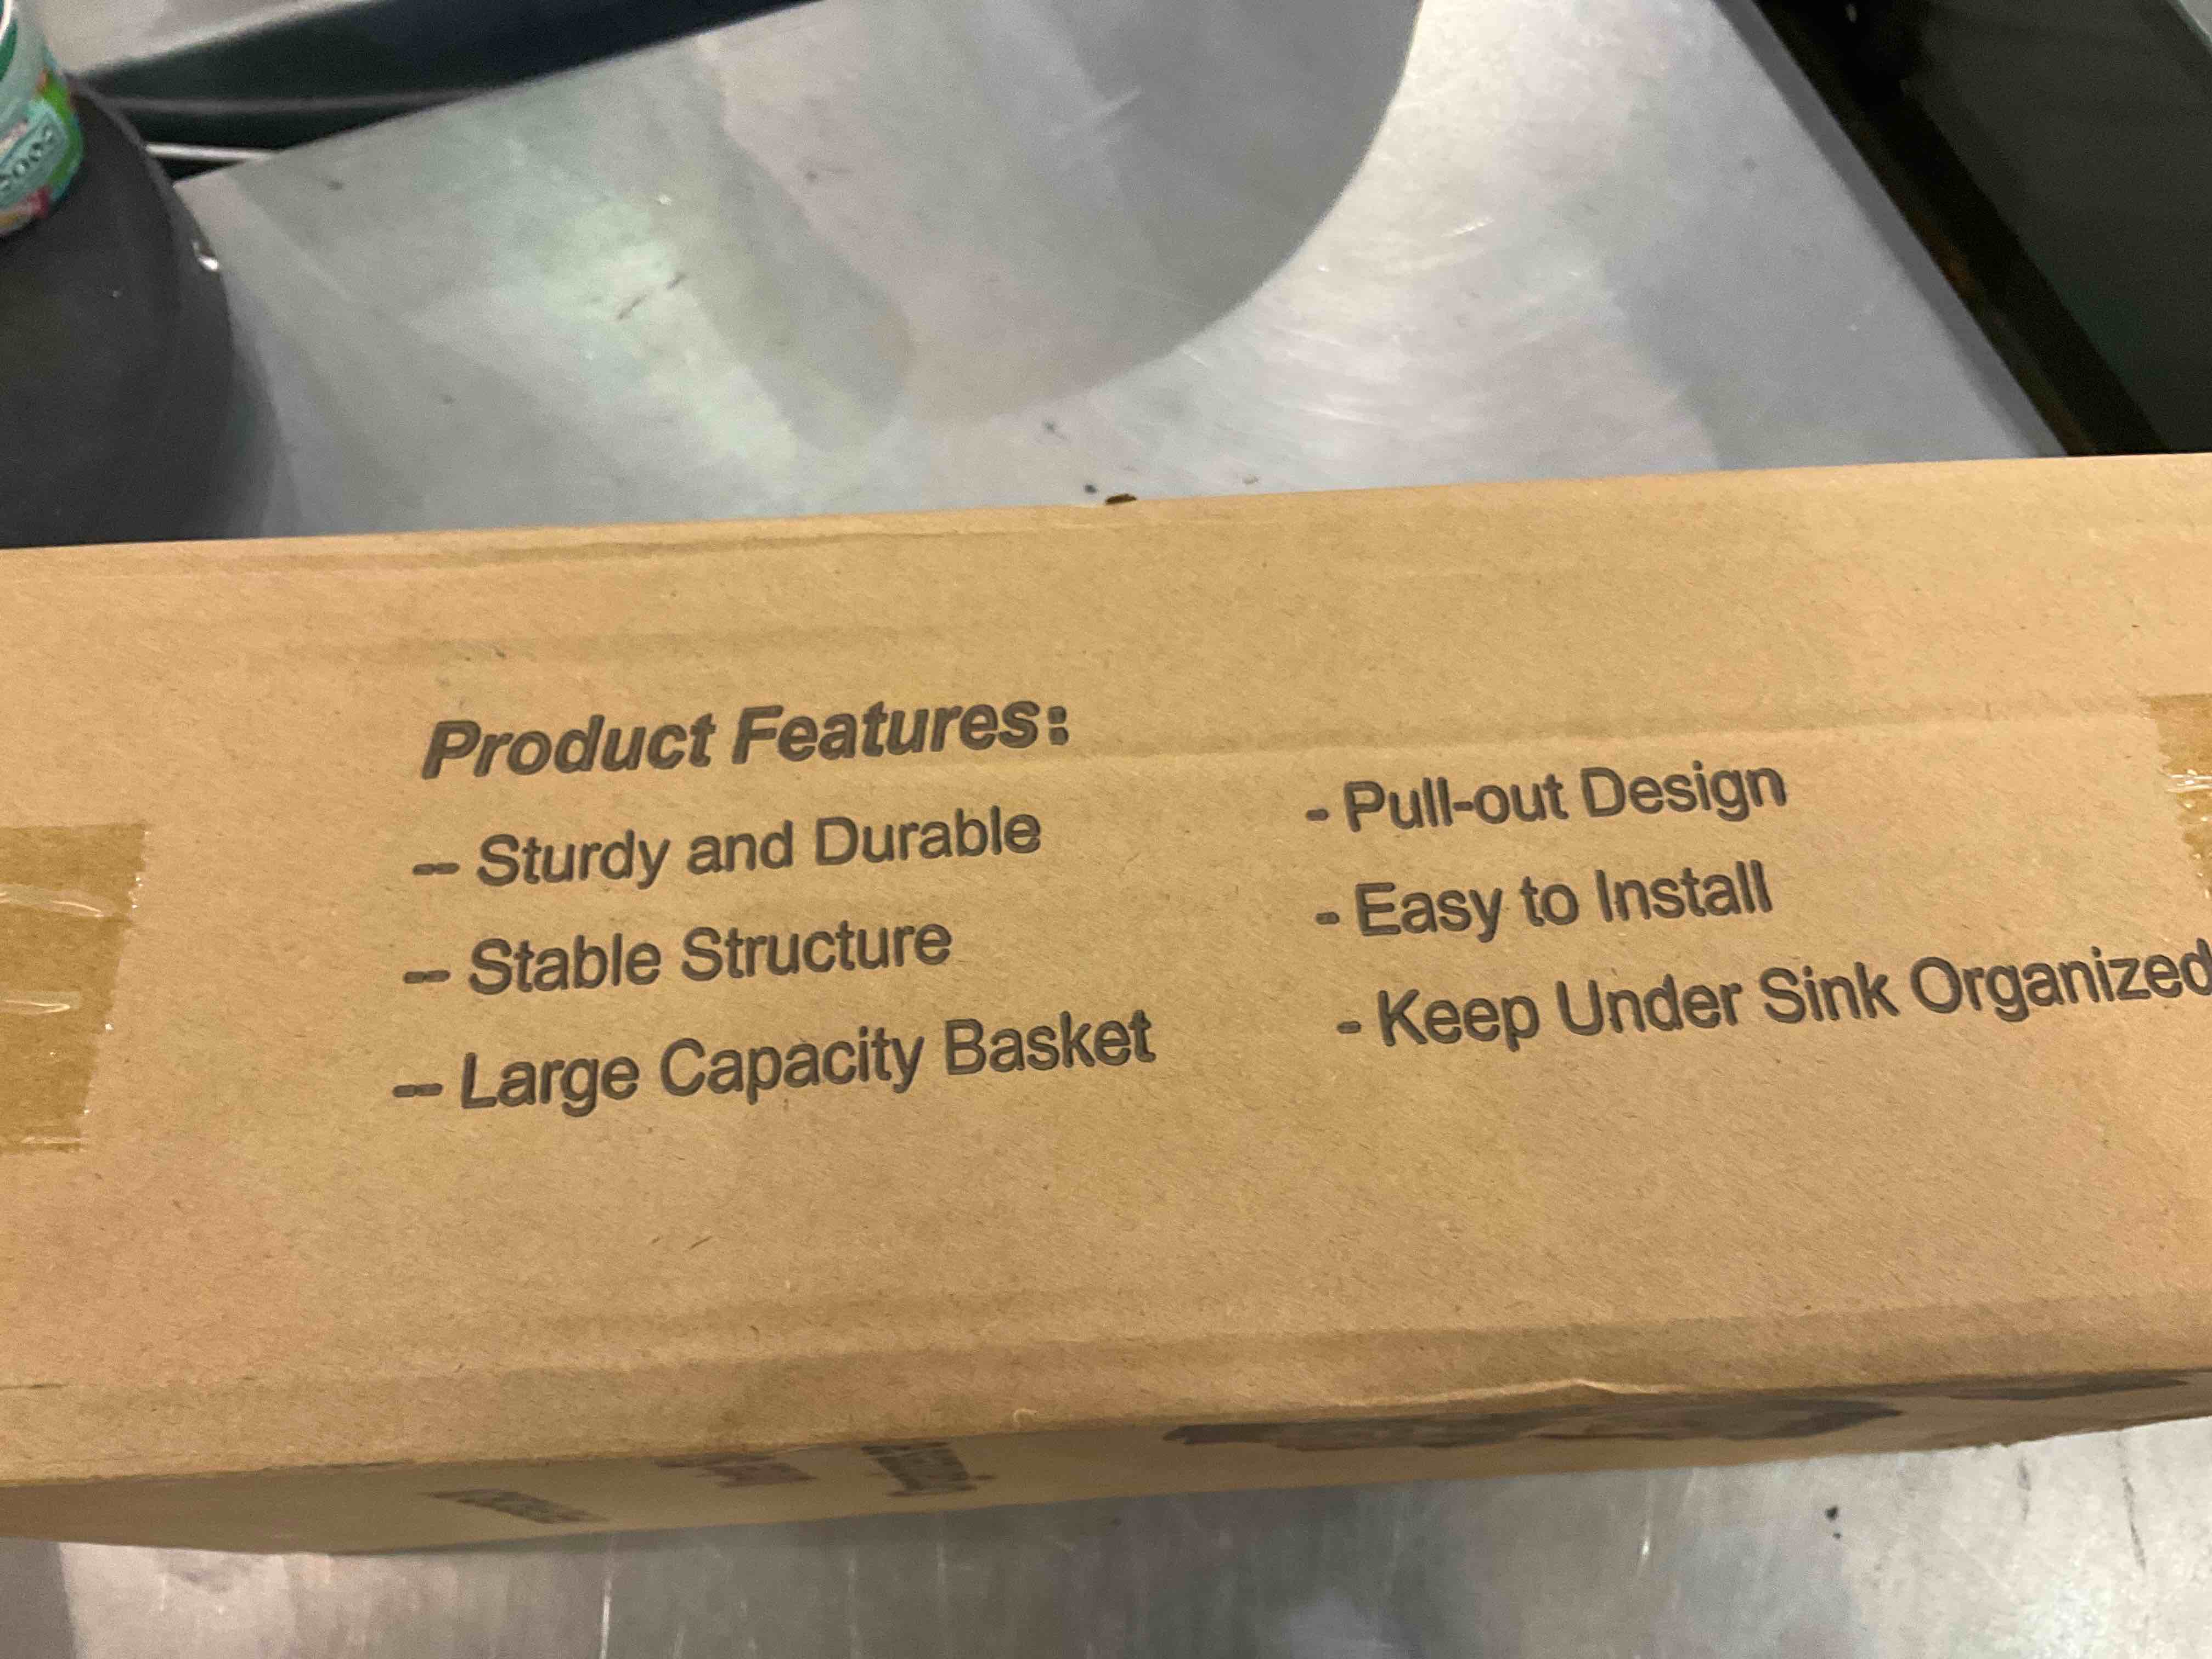 Product Features:
-- Sturdy and Durable
-- Stable Structure
-- Large Capacity Basket
- Pull-out Design
- Easy to Install
- Keep Under Sink Organized